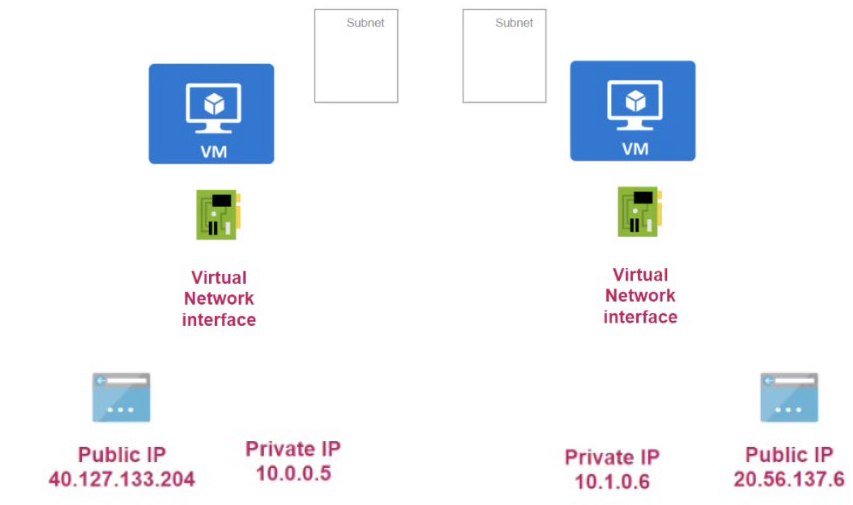 Subnet
Subnet
VM
VM
Virtual
Network
interface
Virtual
Network
interface
Public IP
40.127.133.204
Private IP
10.0.0.5
Private IP
10.1.0.6
Public IP
20.56.137.6